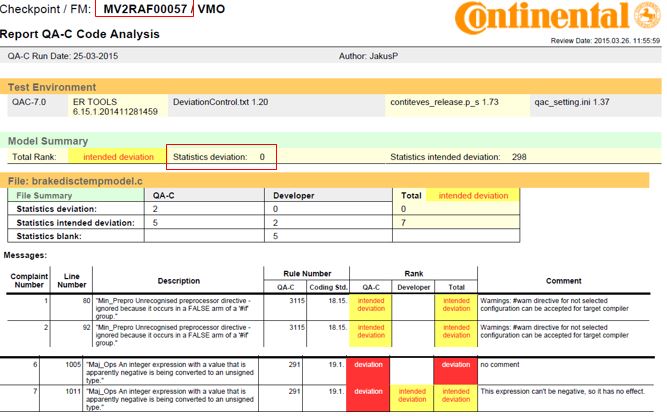 Checkpoint / FM: MV2RAF00057 / VMO
Continental
Report QA-C Code Analysis
Review Date: 2015.03.26. 11:55:59
QA-C Run Date: 25-03-2015 Author: JakusP
Test Environment
QAC-7.0 ER TOOLS 6.15.1.201411281459 DeviationControl.txt 1.20 contiteves_release.p_s 1.73 qac_setting.ini 1.37
Model Summary
Total Rank: intended deviation Statistics deviation: 0 Statistics intended deviation: 298
File: brakedisctempmodel.c
File Summary QA-C Developer Total intended deviation
Statistics deviation: 2 0 0
Statistics intended deviation: 5 2 7
Statistics blank: 5
Messages:
Complaint Number Line Number Description Rule Number Rank Comment
QA-C Coding Std. QA-C Developer Total
1 80 "Min_Prepro Unrecognised preprocessor directive - ignored because it occurs in a FALSE arm of a '#if' group." 3115 18.15. intended deviation intended deviation Warnings: #warn directive for not selected configuration can be accepted for target compiler
2 92 "Min_Prepro Unrecognised preprocessor directive - ignored because it occurs in a FALSE arm of a '#if' group." 3115 18.15. intended deviation intended deviation Warnings: #warn directive for not selected configuration can be accepted for target compiler
6 1005 "Maj_Ops An integer expression with a value that is apparently negative is being converted to an unsigned type." 291 19.1. deviation deviation no comment
7 1011 "Maj_Ops An integer expression with a value that is apparently negative is being converted to an unsigned type." 291 19.1. deviation intended deviation intended deviation This expression can't be negative, so it has no effect.